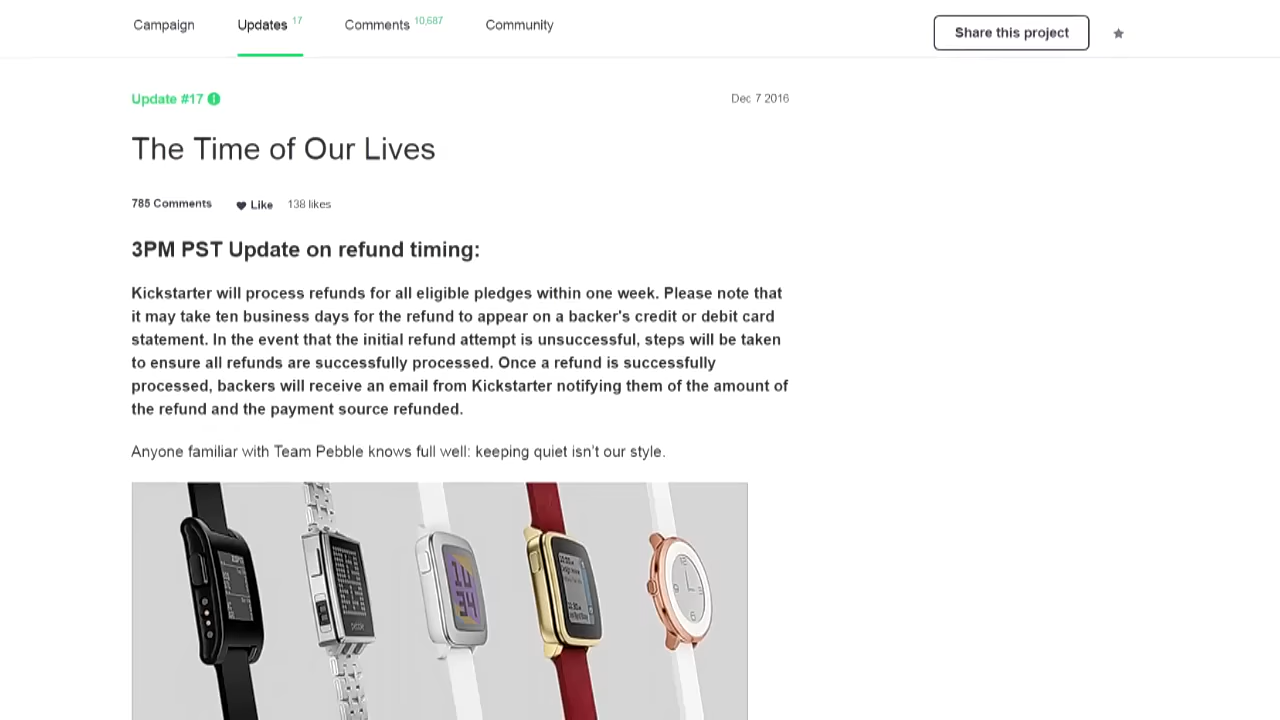 Campaign Updates 17 Comments 10,687 Community Share this project
Update #17 Dec 7 2016
The Time of Our Lives
785 Comments Like 138 likes
3PM PST Update on refund timing:
Kickstarter will process refunds for all eligible pledges within one week. Please note that
it may take ten business days for the refund to appear on a backer's credit or debit card
statement. In the event that the initial refund attempt is unsuccessful, steps will be taken
to ensure all refunds are successfully processed. Once a refund is successfully
processed, backers will receive an email from Kickstarter notifying them of the amount of
the refund and the payment source refunded.
Anyone familiar with Team Pebble knows full well: keeping quiet isn't our style.
pebble